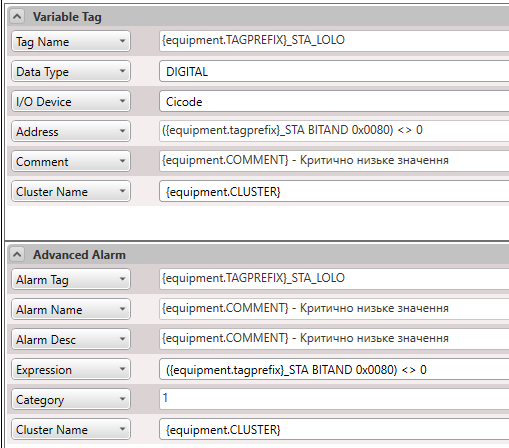 Variable Tag
Tag Name {equipment.TAGPREFIX}_STA_LOLO
Data Type DIGITAL
I/O Device Cicode
Address ({equipment.tagprefix}_STA BITAND 0x0080) <> 0
Comment {equipment.COMMENT} - Критично низьке значення
Cluster Name {equipment.CLUSTER}
Advanced Alarm
Alarm Tag {equipment.TAGPREFIX}_STA_LOLO
Alarm Name {equipment.COMMENT} - Критично низьке значення
Alarm Desc {equipment.COMMENT} - Критично низьке значення
Expression ({equipment.tagprefix}_STA BITAND 0x0080) <> 0
Category 1
Cluster Name {equipment.CLUSTER}